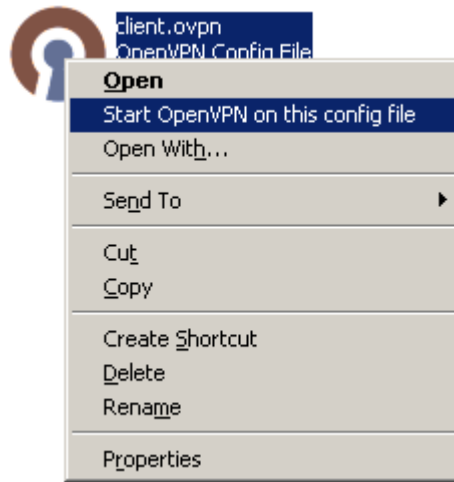 client.ovpn
OpenVPN Config File
Open
Start OpenVPN on this config file
Open With...
Send To
Cut
Copy
Create Shortcut
Delete
Rename
Properties